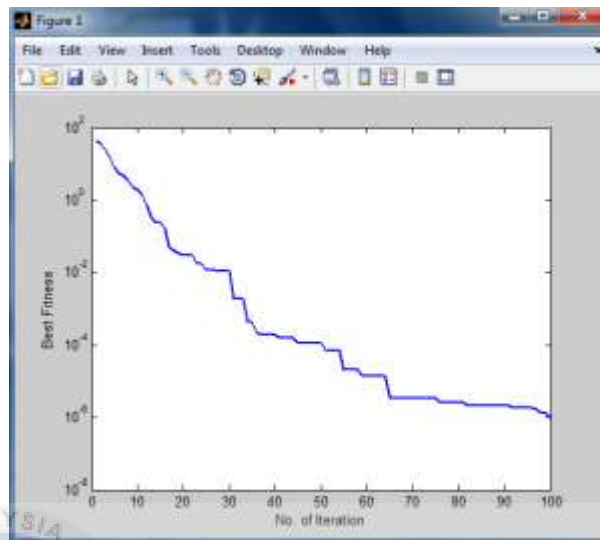 Figure 1
File Edit View Insert Tools Desktop Window Help
10^2
10^0
10^-2
10^-4
10^-6
10^-8
Best Fitness
0 10 20 30 40 50 60 70 80 90 100
No. of Iteration
YSIA